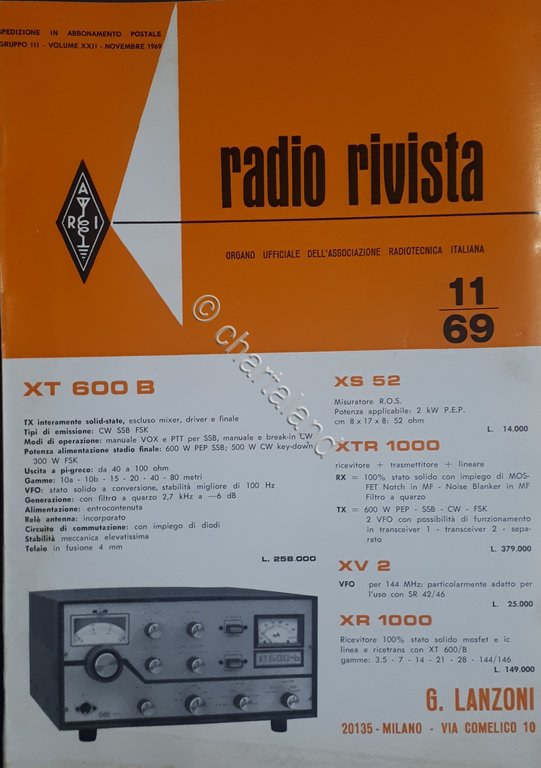 SPEDIZIONE IN ABBONAMENTO POSTALE
GRUPPO III - VOLUME XXII - NOVEMBRE 1969
radio rivista
A
R I
ORGANO UFFICIALE DELL'ASSOCIAZIONE RADIOTECNICA ITALIANA
11
69
© chartaland
XT 600 B
TX interamente solid-state, escluso mixer, driver e finale
Tipi di emissione: CW SSB FSK
Modi di operazione: manuale VOX e PTT per SSB, manuale e break-in CW
Potenza alimentazione stadio finale: 600 W PEP SSB; 500 W CW key-down
300 W FSK
Uscita a pi-greco: da 40 a 100 ohm
Gamme: 10a - 10b - 15 - 20 - 40 - 80 metri
VFO: stato solido a conversione, stabilità migliore di 100 Hz
Generazione: con filtro a quarzo 2,7 kHz a —6 dB
Alimentazione: entrocontenuta
Relè antenna: incorporato
Circuito di commutazione: con impiego di diodi
Stabilità meccanica elevatissima
Telaio in fusione 4 mm
L. 258.000
XT600-b
XS 52
Misuratore R.O.S.
Potenza applicabile: 2 kW P.E.P.
cm 8 x 17 x 8: 52 ohm
L. 14.000
XTR 1000
ricevitore + trasmettitore + lineare
RX = 100% stato solido con impiego di MOS-
FET Notch in MF - Noise Blanker in MF
Filtro a quarzo
TX = 600 W PEP - SSB - CW - FSK
2 VFO con possibilità di funzionamento
in transceiver 1 - transceiver 2 - sepa-
rato
L. 379.000
XV 2
VFO per 144 MHz: particolarmente adatto per
l'uso con SR 42/46
L. 25.000
XR 1000
Ricevitore 100% stato solido mosfet e ic
linea e ricetrans con XT 600/B
gamme: 3.5 - 7 - 14 - 21 - 28 - 144/146
L. 149.000
G. LANZONI
20135 - MILANO - VIA COMELICO 10